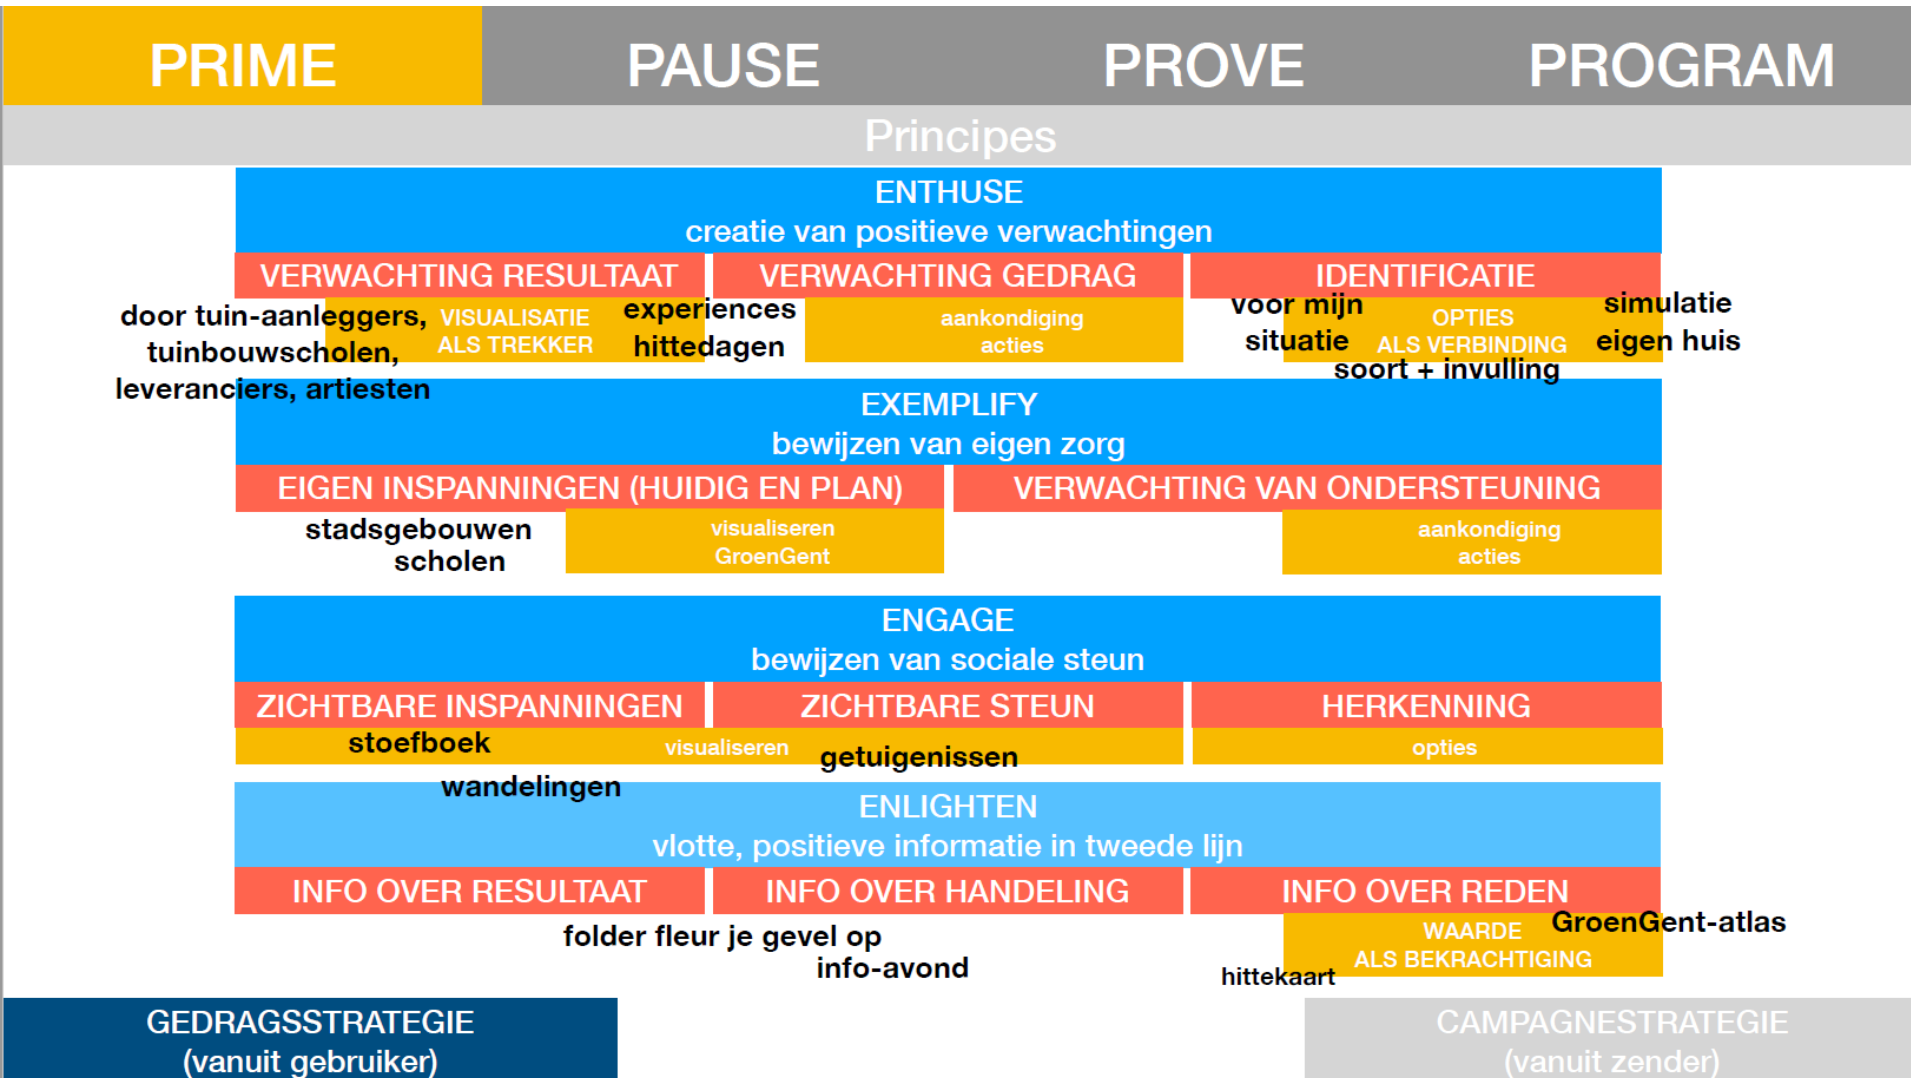 PRIME
PAUSE
PROVE
PROGRAM
Principes
ENTHUSE
creatie van positieve verwachtingen
VERWACHTING RESULTAAT
VERWACHTING GEDRAG
IDENTIFICATIE
door tuin-aanleggers,
tuinbouwscholen,
leveranciers, artiesten
VISUALISATIE
ALS TREKKER
experiences
hittedagen
aankondiging
acties
voor mijn
situatie
OPTIES
ALS VERBINDING
soort + invulling
simulatie
eigen huis
EXEMPLIFY
bewijzen van eigen zorg
EIGEN INSPANNINGEN (HUIDIG EN PLAN)
VERWACHTING VAN ONDERSTEUNING
stadsgebouwen
scholen
visualiseren
GroenGent
aankondiging
acties
ENGAGE
bewijzen van sociale steun
ZICHTBARE INSPANNINGEN
ZICHTBARE STEUN
HERKENNING
stoefboek
visualiseren
getuigenissen
opties
wandelingen
ENLIGHTEN
vlotte, positieve informatie in tweede lijn
INFO OVER RESULTAAT
INFO OVER HANDELING
INFO OVER REDEN
folder fleur je gevel op
info-avond
WAARDE
ALS BEKRACHTIGING
GroenGent-atlas
hittekaart
GEDRAGSSTRATEGIE
(vanuit gebruiker)
CAMPAGNESTRATEGIE
(vanuit zender)